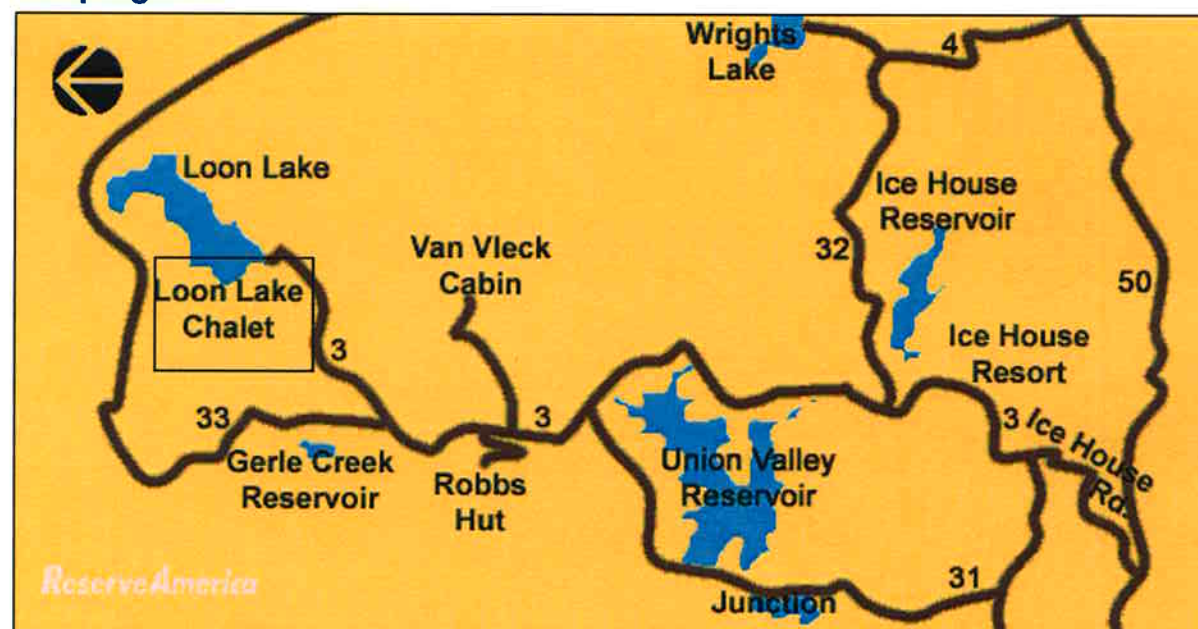 Wrights
Lake
4
Loon Lake
Ice House
Reservoir
Van Vleck
Cabin
32
50
Loon Lake
Chalet
3
Ice House
Resort
33
3
3
Ice House
Rd.
Gerle Creek
Reservoir
Union Valley
Reservoir
Robbs
Hut
ReserveAmerica
31
Junction